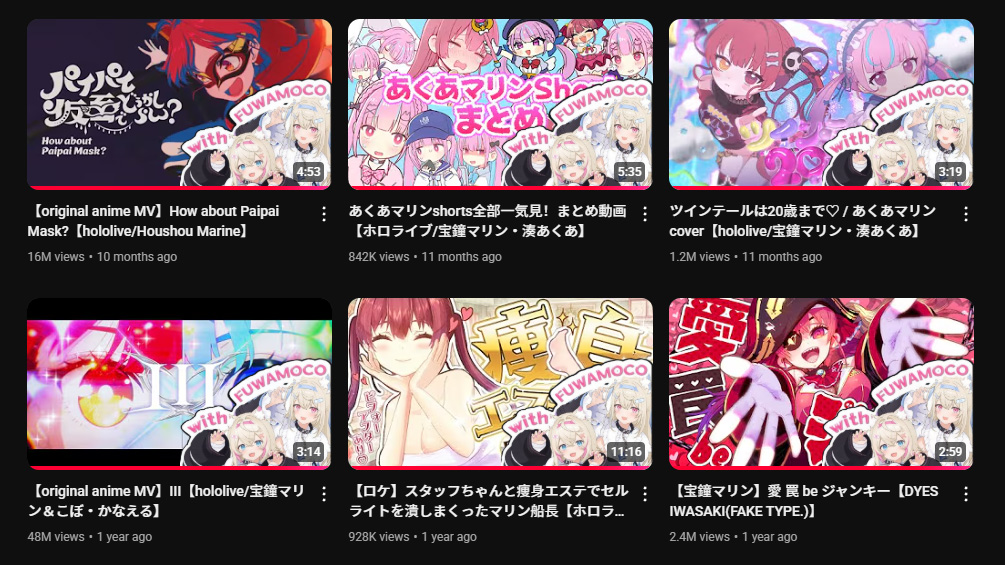 パイパイ
仮面でどうかしらん?
How about
Paipai Mask?
with
FUWAMOCO
4:53
あくあマリンSho
まとめ
with
FUWAMOCO
5:35
with
FUWAMOCO
3:19
【original anime MV】How about Paipai
Mask?【hololive/Houshou Marine】
16M views • 10 months ago
あくあマリンshorts全部一気見!まとめ動画
【ホロライブ/宝鐘マリン・湊あくあ】
842K views • 11 months ago
ツインテールは20歳まで♡ / あくあマリン
cover【hololive/宝鐘マリン・湊あくあ】
1.2M views • 11 months ago
III
with
FUWAMOCO
3:14
痩身
エス
with
FUWAMOCO
11:16
愛
罠
be
with
FUWAMOCO
2:59
【original anime MV】III【hololive/宝鐘マリ
ン&こぼ・かなえる】
48M views • 1 year ago
【ロケ】スタッフちゃんと痩身エステでセル
ライトを潰しまくったマリン船長【ホロラ...
928K views • 1 year ago
【宝鐘マリン】愛 罠 be ジャンキー【DYES
IWASAKI(FAKE TYPE.)】
2.4M views • 1 year ago